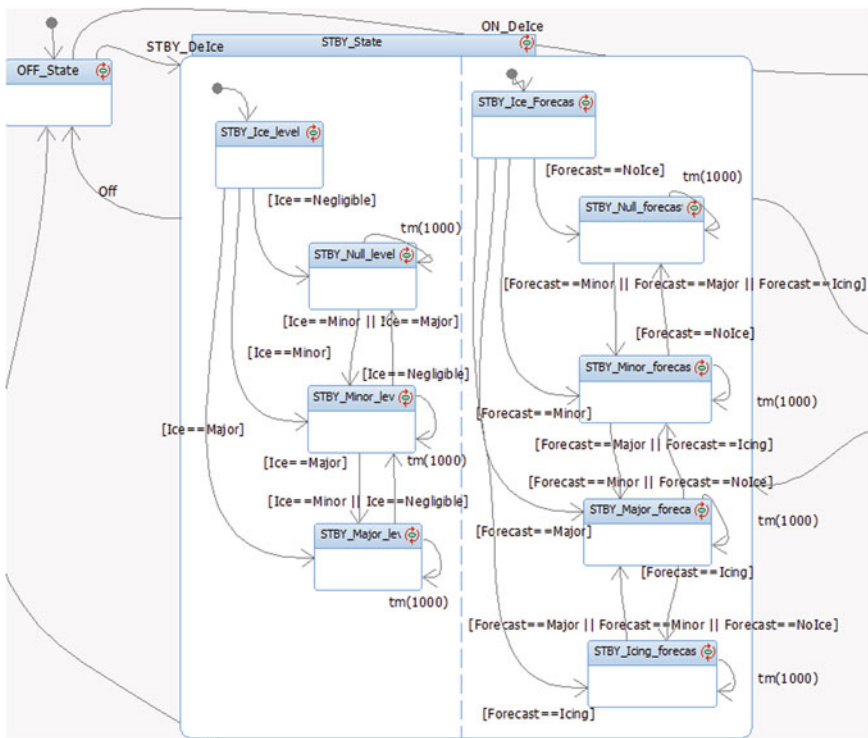 ON_DeIce
STBY_DeIce
STBY_State
OFF_State
Off
STBY_Ice_level
[Ice==Negligible]
tm(1000)
STBY_Null_level
[Ice==Minor || Ice==Major]
[Ice==Minor]
[Ice==Negligible]
STBY_Minor_lev
[Ice==Major]
[Ice==Major]
tm(1000)
[Ice==Minor || Ice==Negligible]
STBY_Major_lev
tm(1000)
STBY_Ice_Forecas
[Forecast==NoIce]
tm(1000)
STBY_Null_forecas
[Forecast==Minor || Forecast==Major || Forecast==Icing]
[Forecast==NoIce]
STBY_Minor_forecas
tm(1000)
[Forecast==Minor]
[Forecast==Major || Forecast==Icing]
[Forecast==Minor || Forecast==NoIce]
STBY_Major_foreca
tm(1000)
[Forecast==Major]
[Forecast==Icing]
[Forecast==Major || Forecast==Minor || Forecast==NoIce]
STBY_Icing_forecas
tm(1000)
[Forecast==Icing]